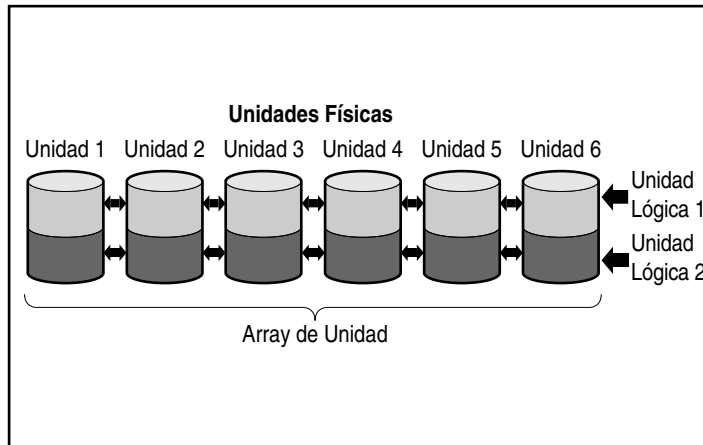 Unidades Físicas
Unidad 1 Unidad 2 Unidad 3 Unidad 4 Unidad 5 Unidad 6
Unidad
Lógica 1
Unidad
Lógica 2
Array de Unidad